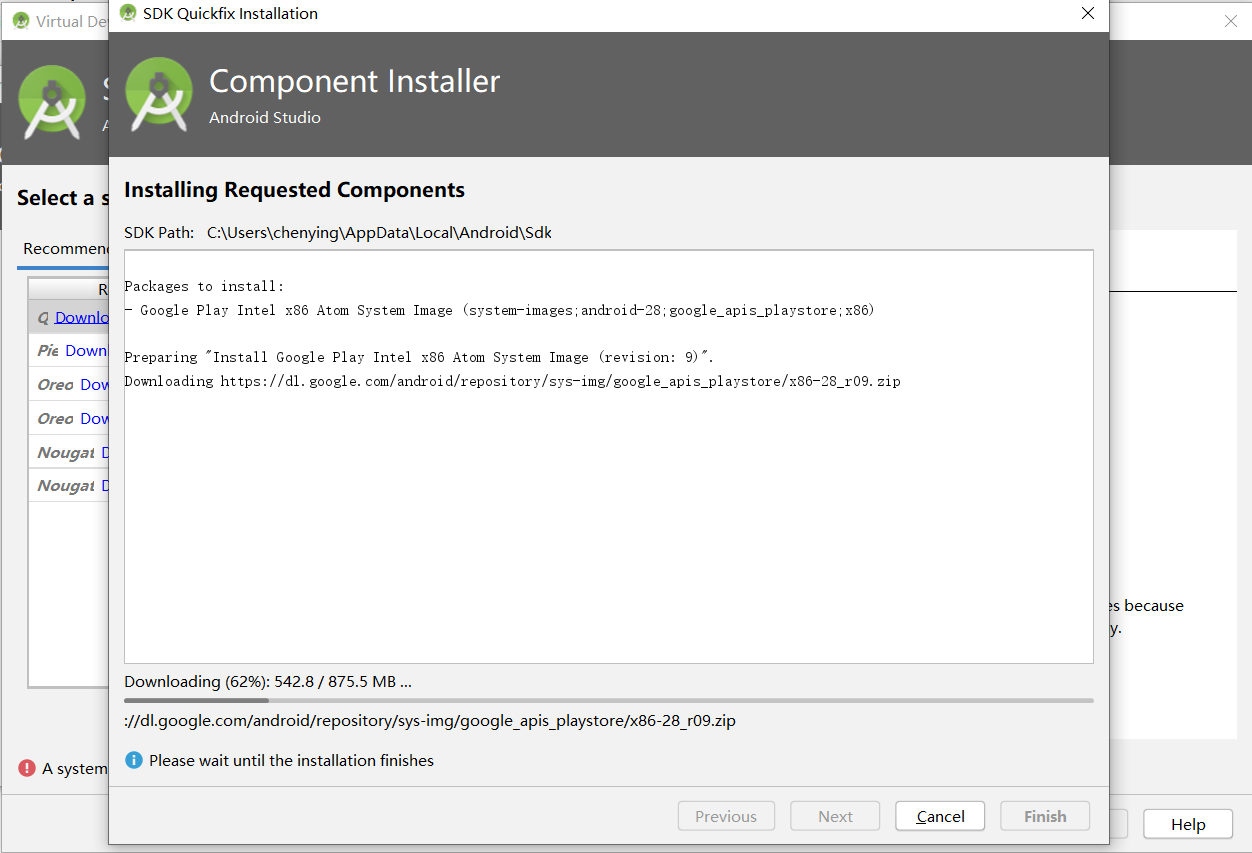 Virtual De
SDK Quickfix Installation
Component Installer
Android Studio
Installing Requested Components
Select a s
SDK Path: C:\Users\chenying\AppData\Local\Android\Sdk
Recommen
R
Packages to install:
- Google Play Intel x86 Atom System Image (system-images;android-28;google_apis_playstore;x86)
Q Downlo
Pie Downl
Preparing "Install Google Play Intel x86 Atom System Image (revision: 9)".
Downloading https://dl.google.com/android/repository/sys-img/google_apis_playstore/x86-28_r09.zip
Oreo Dow
Oreo Dow
Nougat D
Nougat D
es because
y.
Downloading (62%): 542.8 / 875.5 MB ...
://dl.google.com/android/repository/sys-img/google_apis_playstore/x86-28_r09.zip
Please wait until the installation finishes
A system
Previous Next Cancel Finish
Help